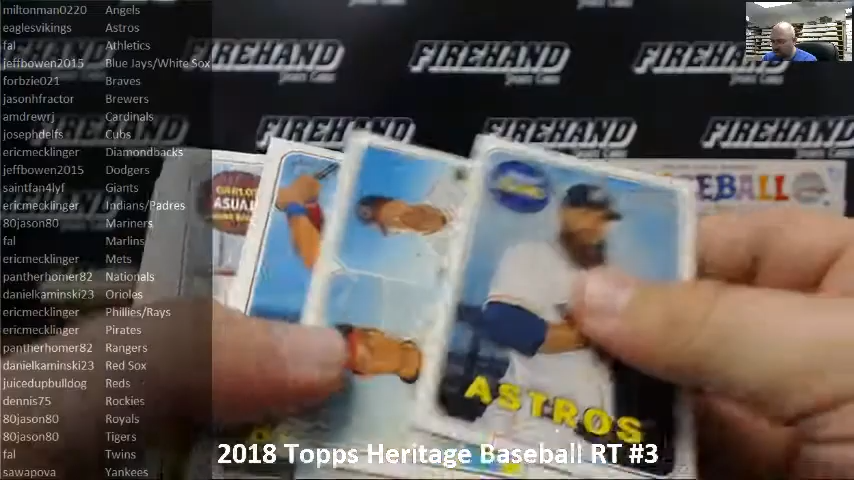 miltonman0220 Angels
eaglesvikings Astros
fal Athletics
jeffbowen2015 Blue Jays/White Sox
forbzie021 Braves
jasonhfractor Brewers
amdrewrj Cardinals
josephdelfs Cubs
ericmecklinger Diamondbacks
jeffbowen2015 Dodgers
saintfan4lyf Giants
ericmecklinger Indians/Padres
80jason80 Mariners
fal Marlins
ericmecklinger Mets
pantherhomer82 Nationals
danielkaminski23 Orioles
ericmecklinger Phillies/Rays
ericmecklinger Pirates
pantherhomer82 Rangers
danielkaminski23 Red Sox
juicedupbulldog Reds
dennis75 Rockies
80jason80 Royals
80jason80 Tigers
fal Twins
sawapova Yankees
FIREHAND
FIREHAND
FIREHAND
FIREHAND
FIREHAND
FIREHAND
BASEBALL
CARLOS
ASUAJE
ASTROS
2018 Topps Heritage Baseball RT #3